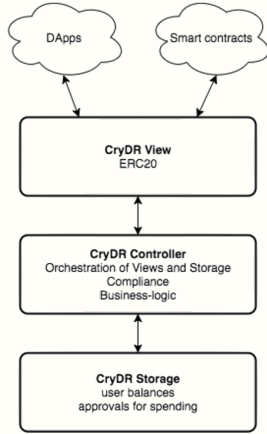 DApps
Smart contracts
CryDR View
ERC20
CryDR Controller
Orchestration of Views and Storage
Compliance
Business-logic
CryDR Storage
user balances
approvals for spending